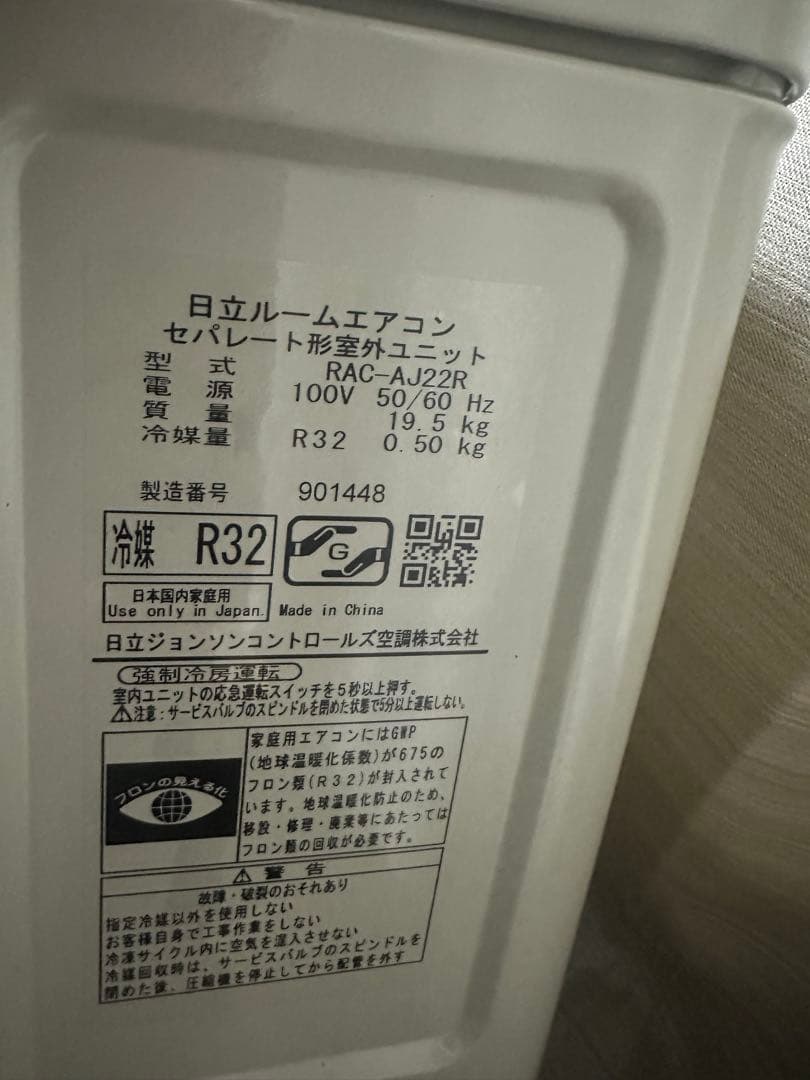 日立ルームエアコン
セパレート形室外ユニット
型式 RAC-AJ22R
電源 100V 50/60 Hz
質量 19.5 kg
冷媒量 R32 0.50 kg
製造番号 901448
冷媒 R32
G
日本国内家庭用
Use only in Japan.
Made in China
日立ジョンソンコントロールズ空調株式会社
強制冷房運転
室内ユニットの応急運転スイッチを5秒以上押す。
⚠注意:サービスバルブのスピンドルを閉めた状態で5分以上運転しない。
フロンの見える化
家庭用エアコンにはGWP
(地球温暖化係数)が675の
フロン類(R32)が封入されて
います。地球温暖化防止のため、
移設・修理・廃棄等にあたっては
フロン類の回収が必要です。
⚠警告
故障・破裂のおそれあり
指定冷媒以外を使用しない
お客様自身で工事作業をしない
冷凍サイクル内に空気を混入させない
冷媒回収時は、サービスバルブのスピンドルを
閉めた後、圧縮機を停止してから配管を外す